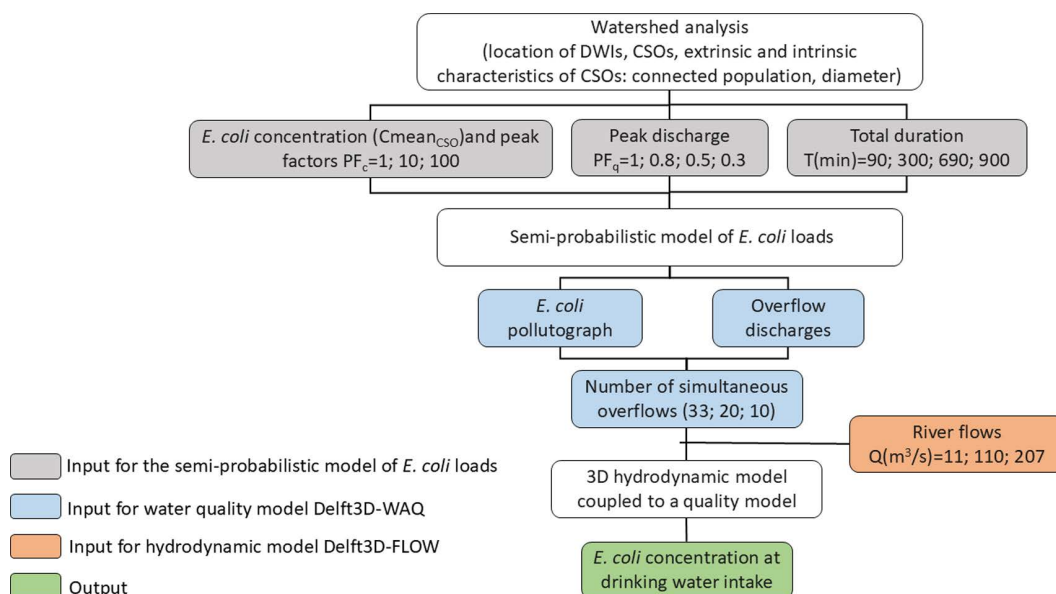 Watershed analysis
(location of DWIs, CSOs, extrinsic and intrinsic
characteristics of CSOs: connected population, diameter)
E. coli concentration (Cmean_CSO)and peak
factors PF_c=1; 10; 100
Peak discharge
PF_q=1; 0.8; 0.5; 0.3
Total duration
T(min)=90; 300; 690; 900
Semi-probabilistic model of E. coli loads
E. coli
pollutograph
Overflow
discharges
Number of simultaneous
overflows (33; 20; 10)
River flows
Q(m³/s)=11; 110; 207
3D hydrodynamic model
coupled to a quality model
E. coli concentration at
drinking water intake
Input for the semi-probabilistic model of E. coli loads
Input for water quality model Delft3D-WAQ
Input for hydrodynamic model Delft3D-FLOW
Output